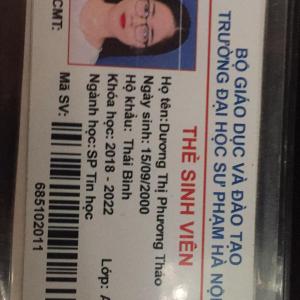 BỘ GIÁO DỤC VÀ ĐÀO TẠO
TRƯỜNG ĐẠI HỌC SƯ PHẠM HÀ NỘI
THẺ SINH VIÊN
Họ tên: Dương Thị Phương Thảo
Ngày sinh: 15/09/2000
Hộ khẩu: Thái Bình
Khóa học: 2018 - 2022
Ngành học: SP Tin học
Lớp: A
Mã SV:
685102011
CMT: